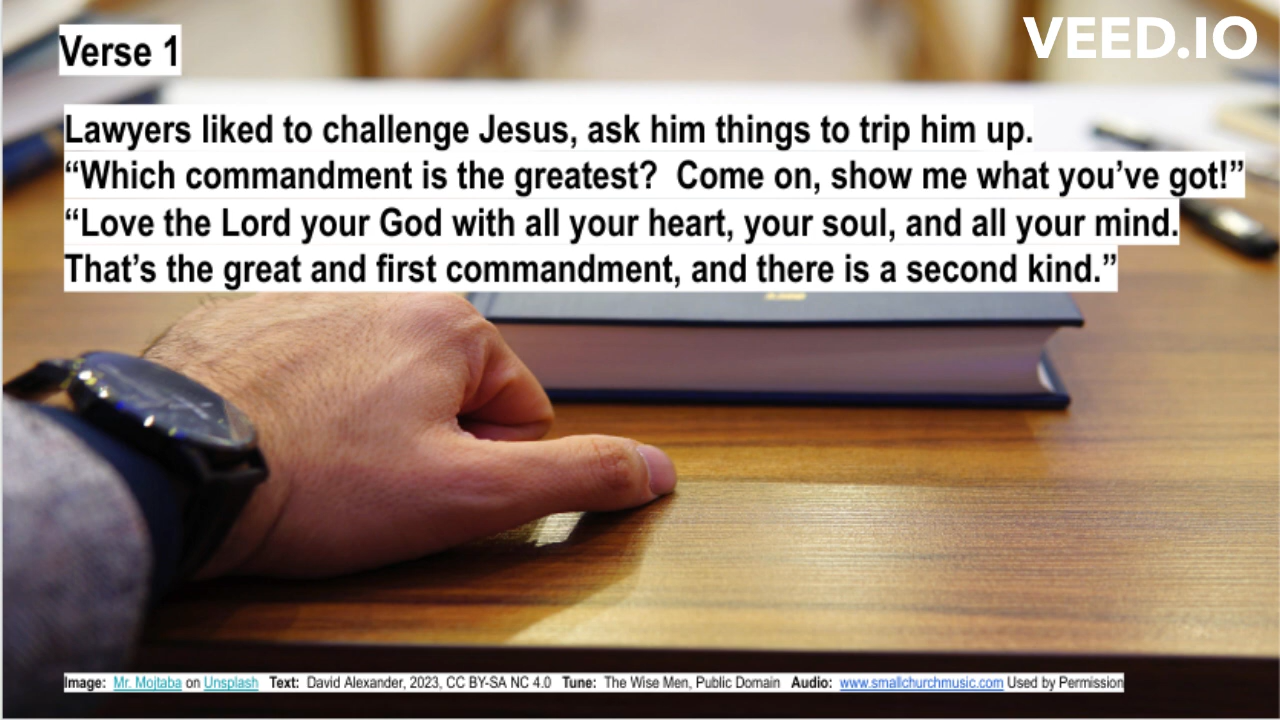 VEED.IO
Verse 1
Lawyers liked to challenge Jesus, ask him things to trip him up.
“Which commandment is the greatest?  Come on, show me what you’ve got!”
“Love the Lord your God with all your heart, your soul, and all your mind.
That’s the great and first commandment, and there is a second kind.”
Image:  Mr. Mojtaba on Unsplash   Text:  David Alexander, 2023, CC BY-SA NC 4.0   Tune:  The Wise Men, Public Domain   Audio:  www.smallchurchmusic.com Used by Permission